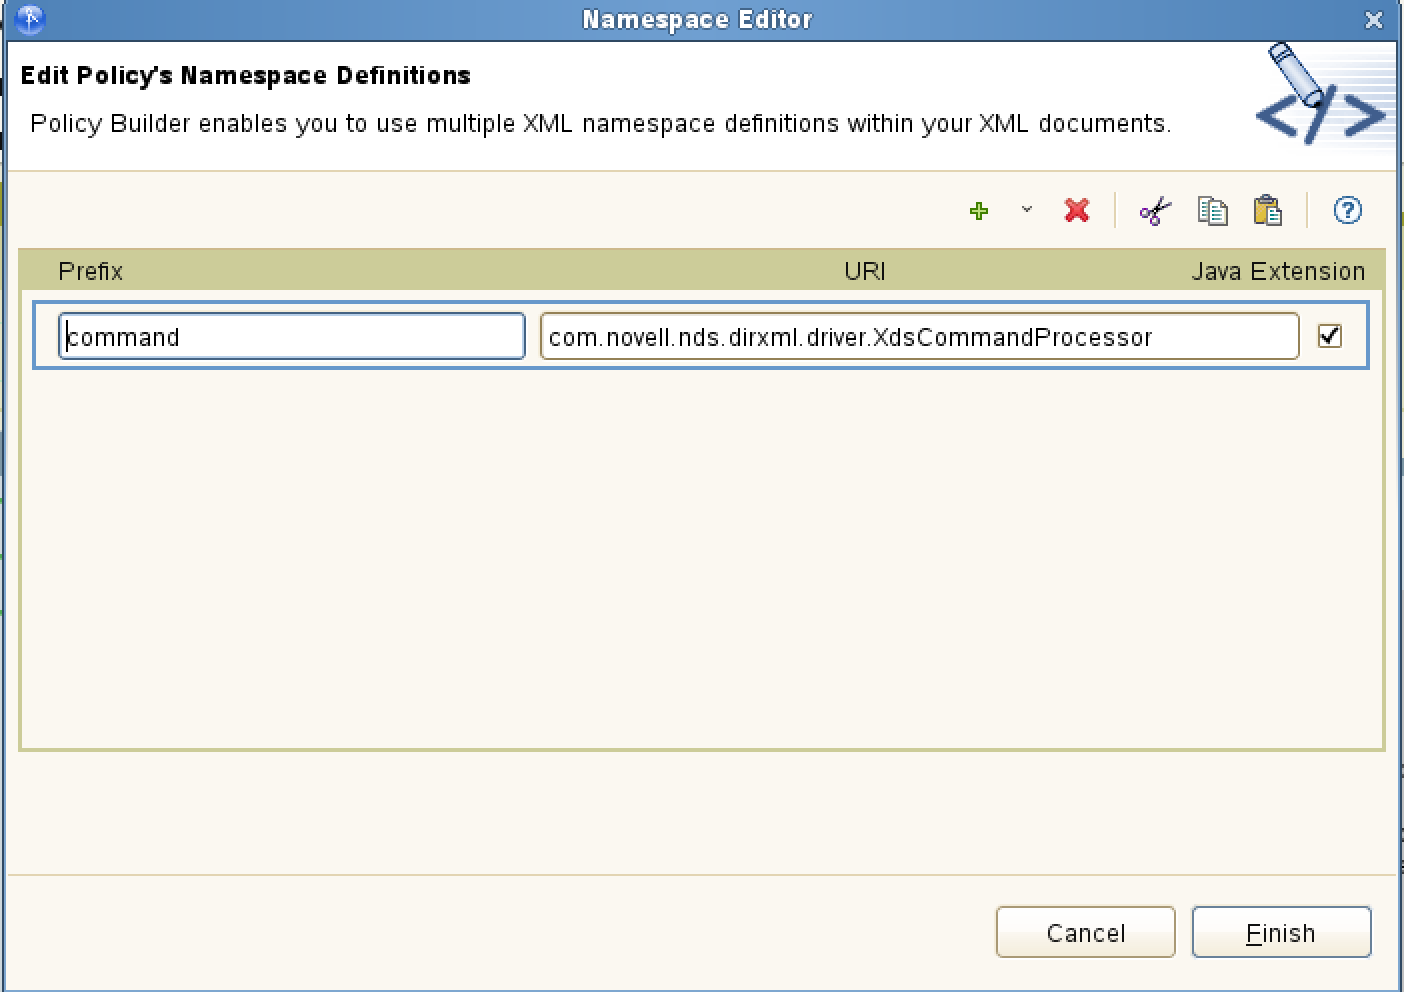 Namespace Editor
Edit Policy's Namespace Definitions
Policy Builder enables you to use multiple XML namespace definitions within your XML documents.
Prefix URI Java Extension
command com.novell.nds.dirxml.driver.XdsCommandProcessor
Cancel Finish